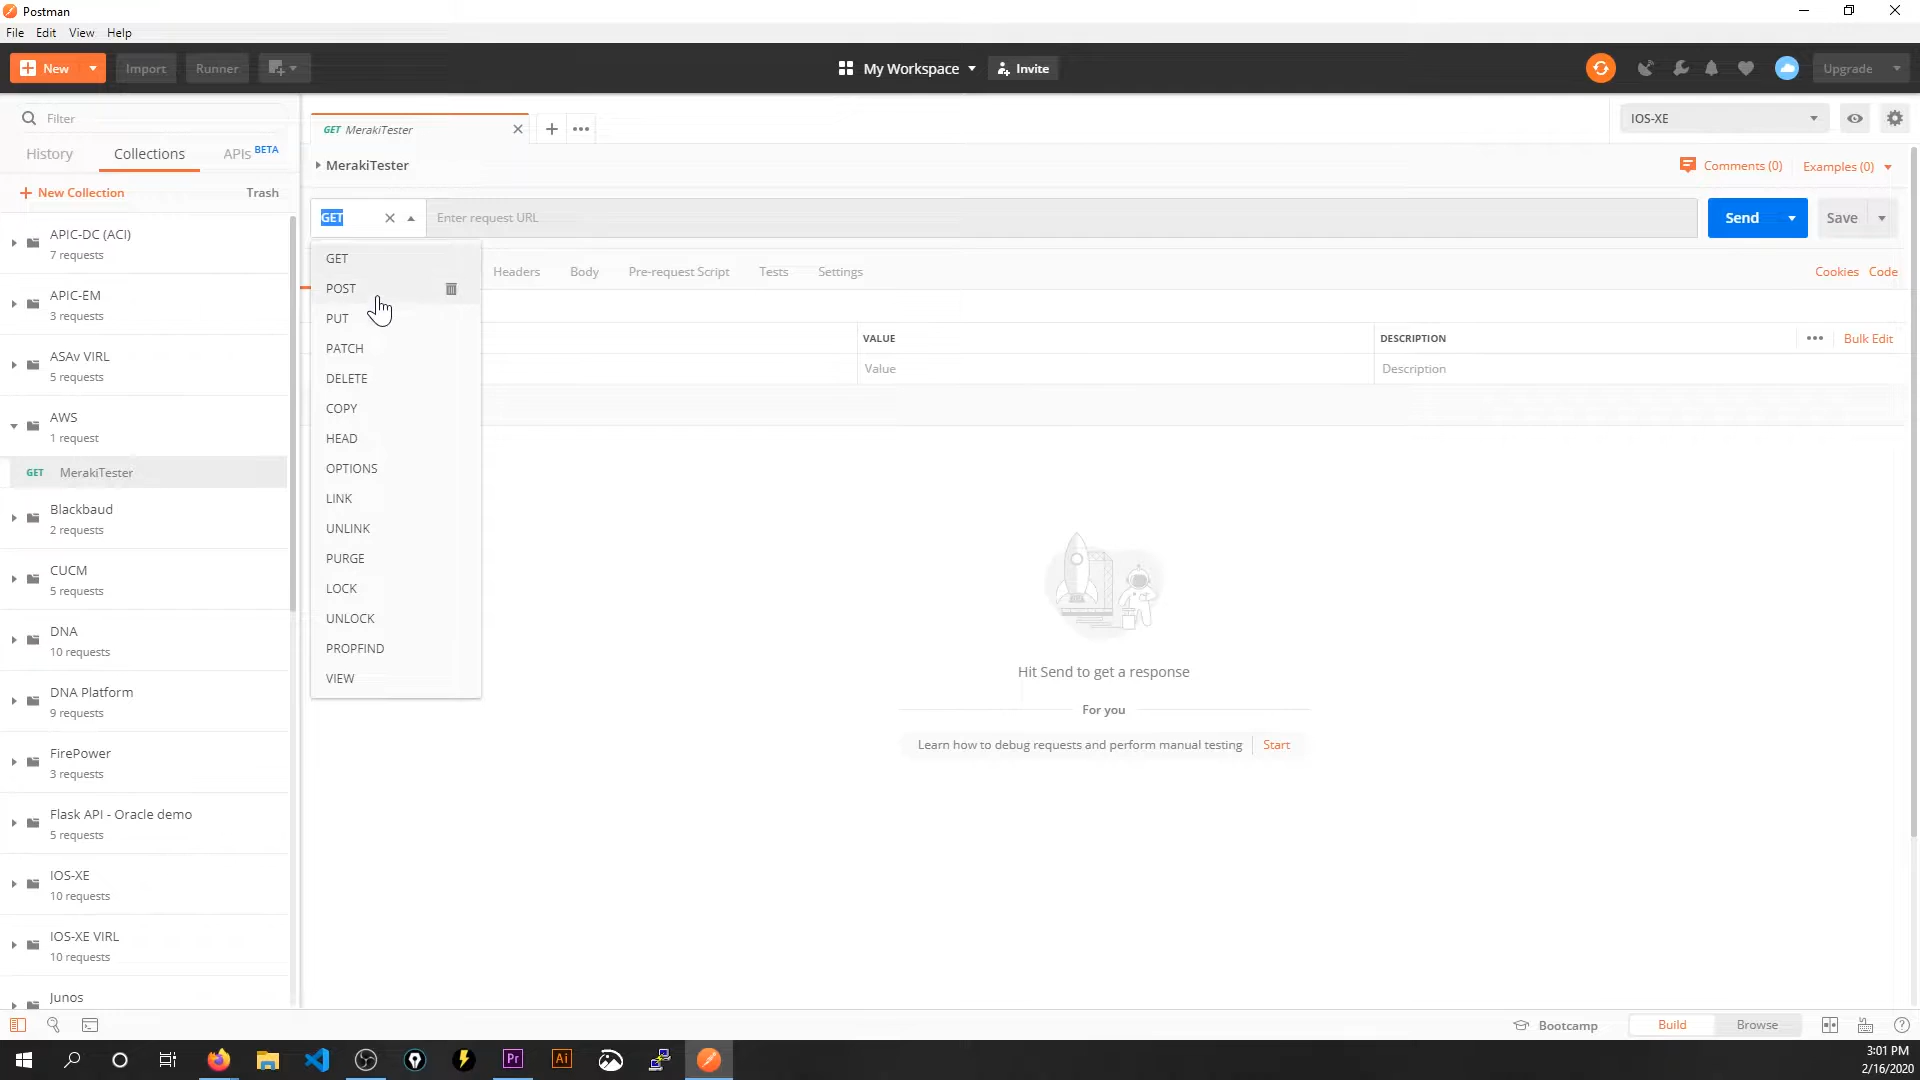 Postman
File Edit View Help
New Import Runner My Workspace Invite Upgrade
Filter
History Collections APIs BETA
New Collection Trash
APIC-DC (ACI)
7 requests
APIC-EM
3 requests
ASAv VIRL
5 requests
AWS
1 request
GET MerakiTester
Blackbaud
2 requests
CUCM
5 requests
DNA
10 requests
DNA Platform
9 requests
FirePower
3 requests
Flask API - Oracle demo
5 requests
IOS-XE
10 requests
IOS-XE VIRL
10 requests
Junos
GET MerakiTester
IOS-XE
MerakiTester
Comments (0) Examples (0)
GET Enter request URL Send Save
Headers Body Pre-request Script Tests Settings Cookies Code
GET
POST
PUT
PATCH
DELETE
COPY
HEAD
OPTIONS
LINK
UNLINK
PURGE
LOCK
UNLOCK
PROPFIND
VIEW
VALUE DESCRIPTION Bulk Edit
Value Description
Hit Send to get a response
For you
Learn how to debug requests and perform manual testing Start
Bootcamp Build Browse
Pr Ai
3:01 PM
2/16/2020